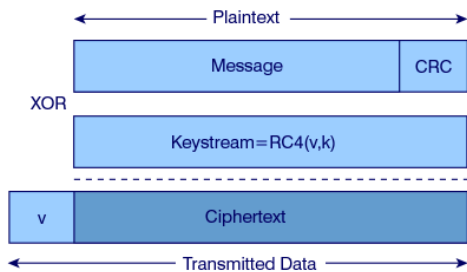 Plaintext
Message CRC
XOR
Keystream=RC4(v,k)
v Ciphertext
Transmitted Data